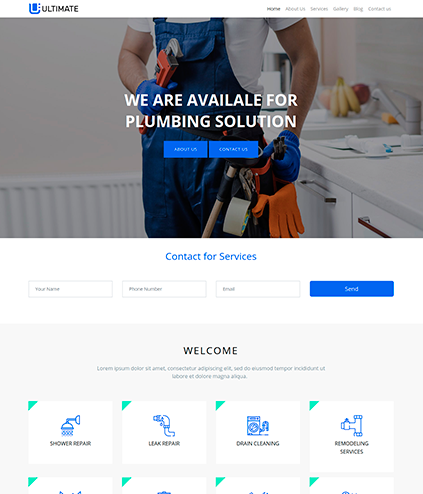 ULTIMATE
Home About Us Services Gallery Blog Contact us
WE ARE AVAILALE FOR
PLUMBING SOLUTION
ABOUT US CONTACT US
Contact for Services
Your Name Phone Number Email Send
WELCOME
Lorem ipsum dolor sit amet, consectetur adipiscing elit, sed do eiusmod tempor incididunt ut
labore et dolore magna aliqua.
SHOWER REPAIR LEAK REPAIR DRAIN CLEANING REMODELING
SERVICES